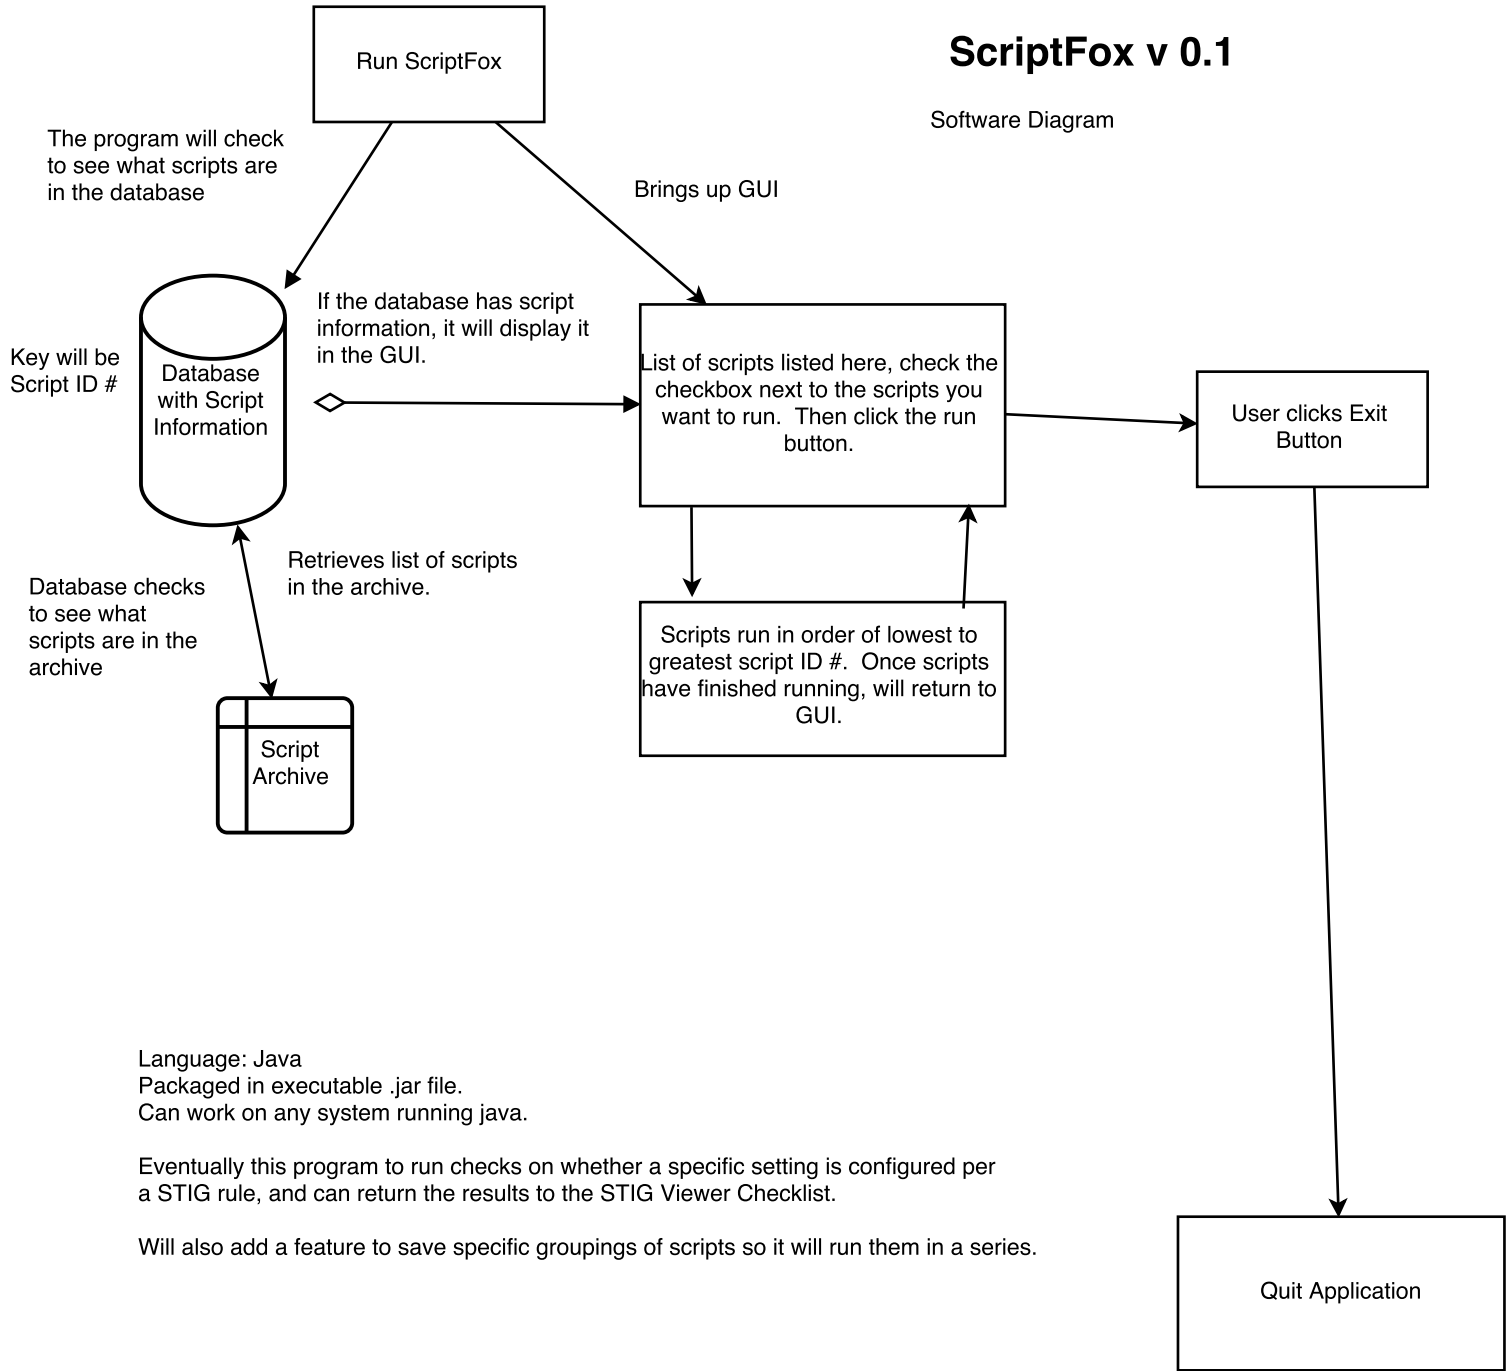 Run ScriptFox
ScriptFox v 0.1
Software Diagram
The program will check
to see what scripts are
in the database
Brings up GUI
If the database has script
information, it will display it
in the GUI.
Key will be
Script ID #
Database
with Script
Information
List of scripts listed here, check the
checkbox next to the scripts you
want to run.  Then click the run
button.
User clicks Exit
Button
Retrieves list of scripts
in the archive.
Database checks
to see what
scripts are in the
archive
Scripts run in order of lowest to
greatest script ID #.  Once scripts
have finished running, will return to
GUI.
Script
Archive
Language: Java
Packaged in executable .jar file.
Can work on any system running java.
Eventually this program to run checks on whether a specific setting is configured per
a STIG rule, and can return the results to the STIG Viewer Checklist.
Will also add a feature to save specific groupings of scripts so it will run them in a series.
Quit Application